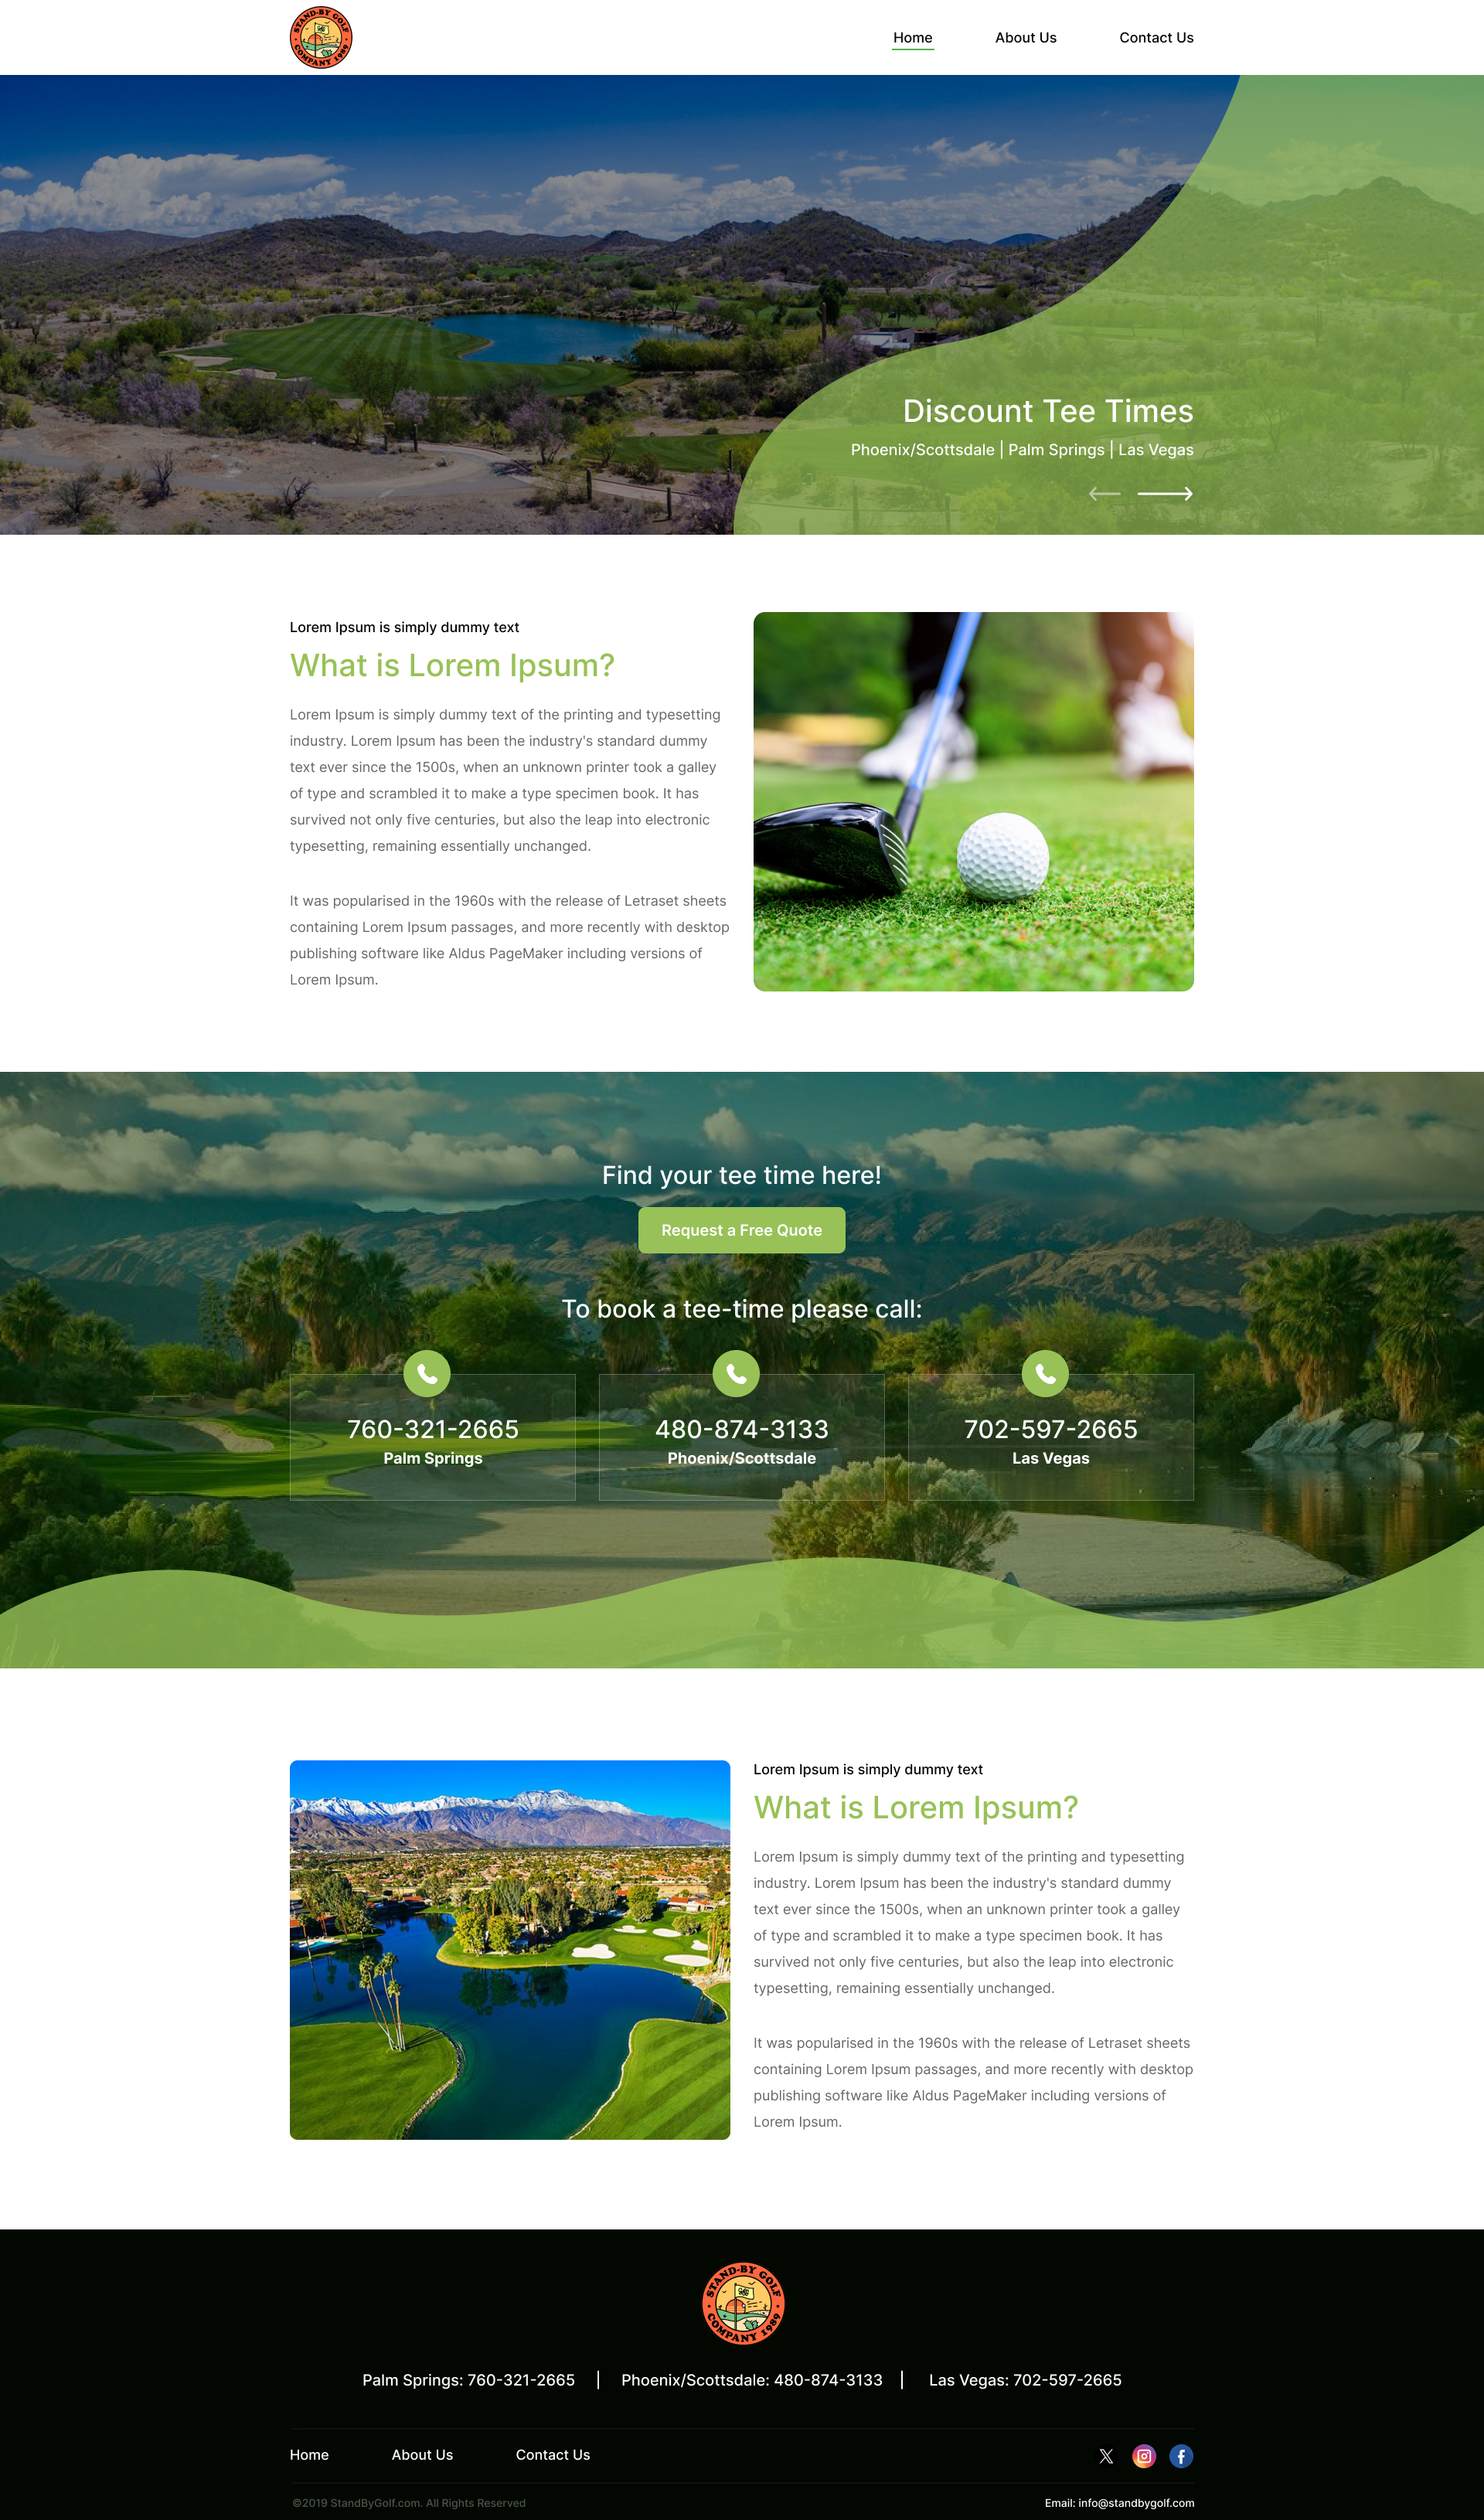 STAND-BY GOLF
COMPANY 1989
Home
About Us
Contact Us
Discount Tee Times
Phoenix/Scottsdale | Palm Springs | Las Vegas
Lorem Ipsum is simply dummy text
What is Lorem Ipsum?
Lorem Ipsum is simply dummy text of the printing and typesetting
industry. Lorem Ipsum has been the industry's standard dummy
text ever since the 1500s, when an unknown printer took a galley
of type and scrambled it to make a type specimen book. It has
survived not only five centuries, but also the leap into electronic
typesetting, remaining essentially unchanged.
It was popularised in the 1960s with the release of Letraset sheets
containing Lorem Ipsum passages, and more recently with desktop
publishing software like Aldus PageMaker including versions of
Lorem Ipsum.
Find your tee time here!
Request a Free Quote
To book a tee-time please call:
760-321-2665
Palm Springs
480-874-3133
Phoenix/Scottsdale
702-597-2665
Las Vegas
Lorem Ipsum is simply dummy text
What is Lorem Ipsum?
Lorem Ipsum is simply dummy text of the printing and typesetting
industry. Lorem Ipsum has been the industry's standard dummy
text ever since the 1500s, when an unknown printer took a galley
of type and scrambled it to make a type specimen book. It has
survived not only five centuries, but also the leap into electronic
typesetting, remaining essentially unchanged.
It was popularised in the 1960s with the release of Letraset sheets
containing Lorem Ipsum passages, and more recently with desktop
publishing software like Aldus PageMaker including versions of
Lorem Ipsum.
STAND-BY GOLF
COMPANY 1989
Palm Springs: 760-321-2665 | Phoenix/Scottsdale: 480-874-3133 | Las Vegas: 702-597-2665
Home
About Us
Contact Us
©2019 StandByGolf.com. All Rights Reserved
Email: info@standbygolf.com